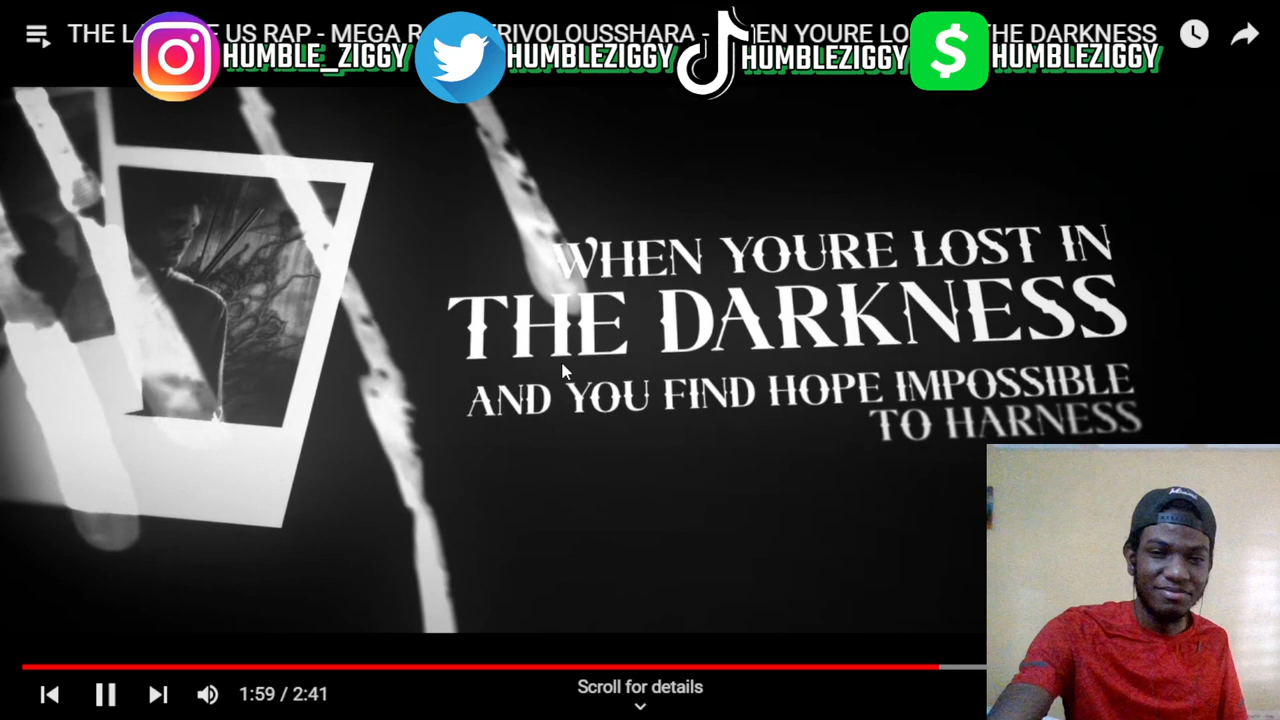 THE L F US RAP - MEGA R RIVOLOUSSHARA - EN YOURE LO THE DARKNESS
HUMBLE_ZIGGY HUMBLEZIGGY HUMBLEZIGGY HUMBLEZIGGY
WHEN YOURE LOST IN
THE DARKNESS
AND YOU FIND HOPE IMPOSSIBLE
TO HARNESS
1:59 / 2:41
Scroll for details